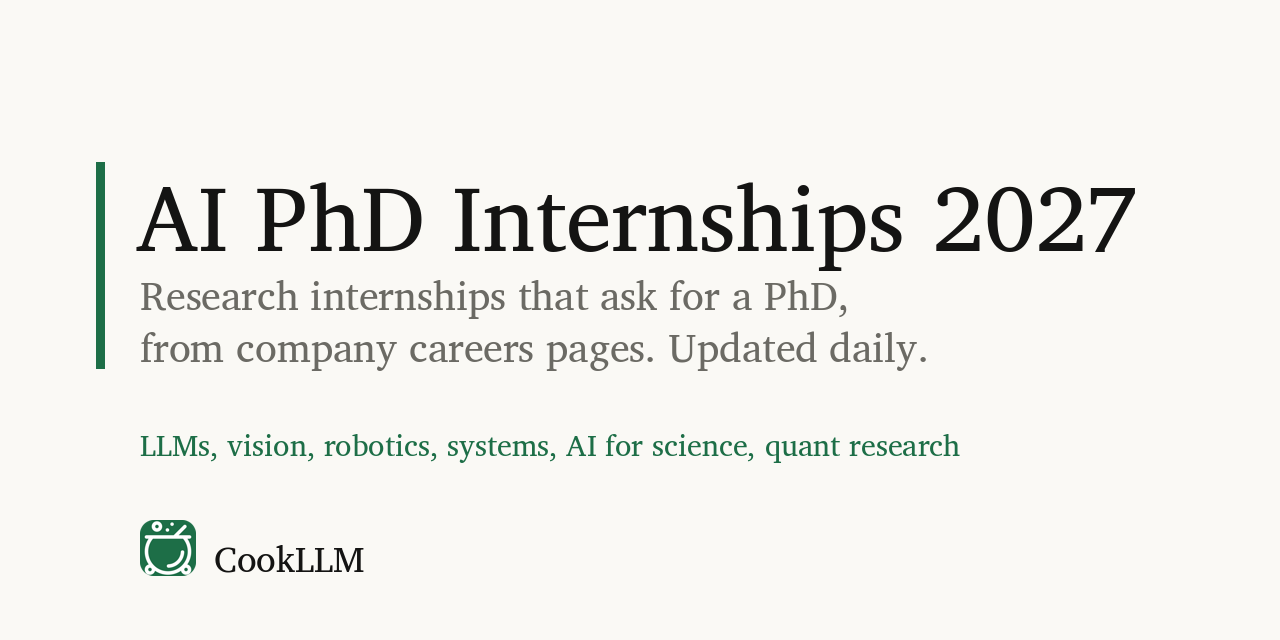 AI PhD Internships 2027
Research internships that ask for a PhD,
from company careers pages. Updated daily.
LLMs, vision, robotics, systems, AI for science, quant research
CookLLM